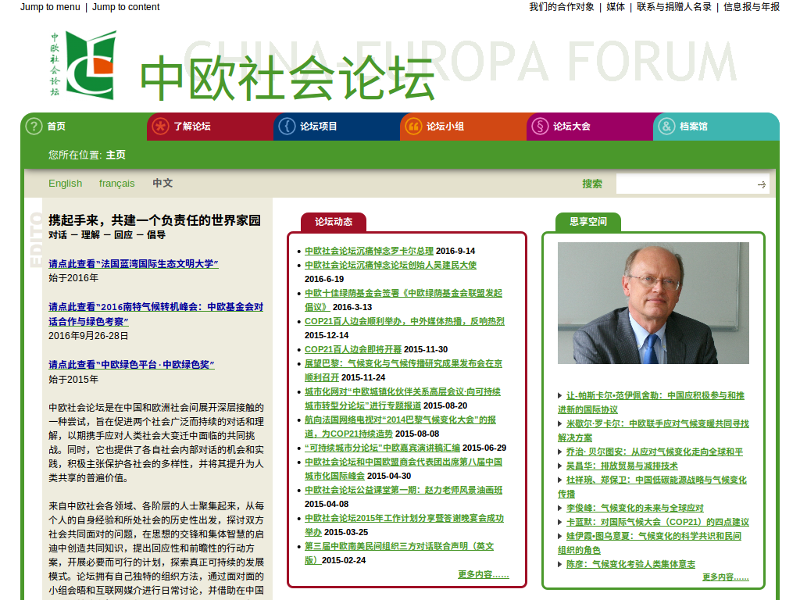 Jump to menu | Jump to content
我们的合作对象 | 媒体 | 联系与捐赠人名录 | 信息报与年报
中欧社会论坛
CHINA EUROPA FORUM
中欧社会论坛
首页
了解论坛
论坛项目
论坛小组
论坛大会
档案馆
您所在位置: 主页
English français 中文
搜索
EDITO
携起手来，共建一个负责任的世界家园
对话 － 理解 － 回应 － 倡导
请点此查看“法国蓝湾国际生态文明大学”
始于2016年
请点此查看“2016南特气候转机峰会：中欧基金会对
话合作与绿色考察”
2016年9月26-28日
请点此查看“中欧绿色平台·中欧绿色奖”
始于2015年
中欧社会论坛是在中国和欧洲社会间展开深层接触的
一种尝试，旨在促进两个社会广泛而持续的对话和理
解，以期携手应对人类社会大变迁中面临的共同挑
战。同时，它也提供了各自社会内部对话的机会和实
践，积极主张保护各社会的多样性，并将其提升为人
类共享的普遍价值。
来自中欧社会各领域、各阶层的人士聚集起来，从每
个人的自身经验和所处社会的历史性出发，探讨双方
社会共同面对的问题，在思想的交锋和集体智慧的启
迪中创造共同知识，提出回应性和前瞻性的行动方
案，开展必要而可行的计划，探索真正可持续的发展
模式。论坛拥有自己独特的组织方法，通过面对面的
小组会晤和互联网媒介进行日常讨论，并借助在中国
论坛动态
中欧社会论坛沉痛悼念罗卡尔总理 2016-9-14
中欧社会论坛沉痛悼念论坛创始人吴建民大使
2016-6-19
中欧十佳绿荫基金会签署《中欧绿荫基金会联盟发起
倡议》 2016-3-13
COP21百人边会顺利举办，中外媒体热播，反响热烈
2015-12-14
COP21百人边会即将开幕 2015-11-30
展望巴黎：气候变化与气候传播研究成果发布会在京
顺利召开 2015-11-24
城市化网对“中欧城镇化伙伴关系高层会议·向可持续
城市转型分论坛”进行专题报道 2015-08-20
航向法国网络电视对“2014巴黎气候变化大会”的报
道，为COP21持续造势 2015-08-08
“可持续城市分论坛”中欧嘉宾演讲稿汇编 2015-06-29
中欧社会论坛和中国欧盟商会代表团出席第八届中国
城市化国际峰会 2015-04-30
中欧社会论坛公益课堂第一期：赵力老师风景油画班
2015-04-08
中欧社会论坛2015年工作计划分享暨答谢晚宴会成功
举办 2015-03-25
第三届中欧南美民间组织三方对话联合声明（英文
版）2015-02-24
更多内容……
思享空间
让-帕斯卡尔•范伊佩舍勒：中国应积极参与和推
进新的国际协议
米歇尔·罗卡尔：中欧联手应对气候变暖共同寻找
解决方案
乔治· 贝尔图安：从应对气候变化走向全球和平
吴昌华：排放贸易与减排技术
杜祥琬、郑保卫：中国低碳能源战略与气候变化
传播
李俊峰：气候变化的未来与全球应对
卡蓝默：对国际气候大会（COP21）的四点建议
娃伊霞•图乌意夏：气候变化的科学共识和民间
组织的角色
陈彦：气候变化考验人类集体意志
更多内容……